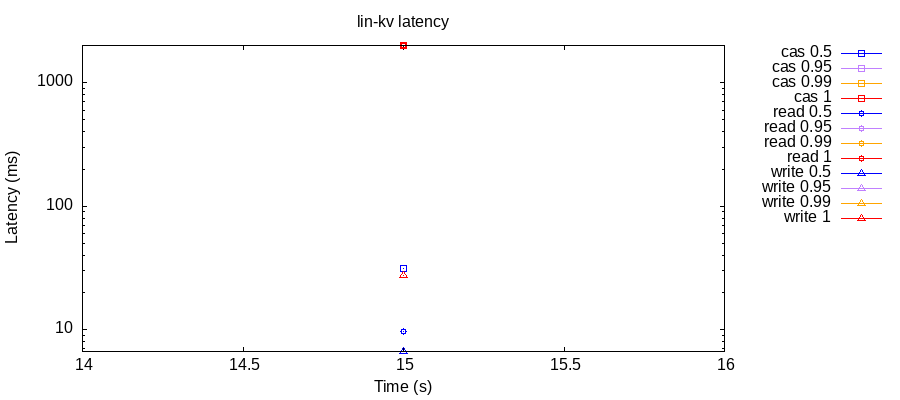 lin-kv latency
Latency (ms)
1000
100
10
14
14.5
15
15.5
16
Time (s)
cas 0.5
cas 0.95
cas 0.99
cas 1
read 0.5
read 0.95
read 0.99
read 1
write 0.5
write 0.95
write 0.99
write 1